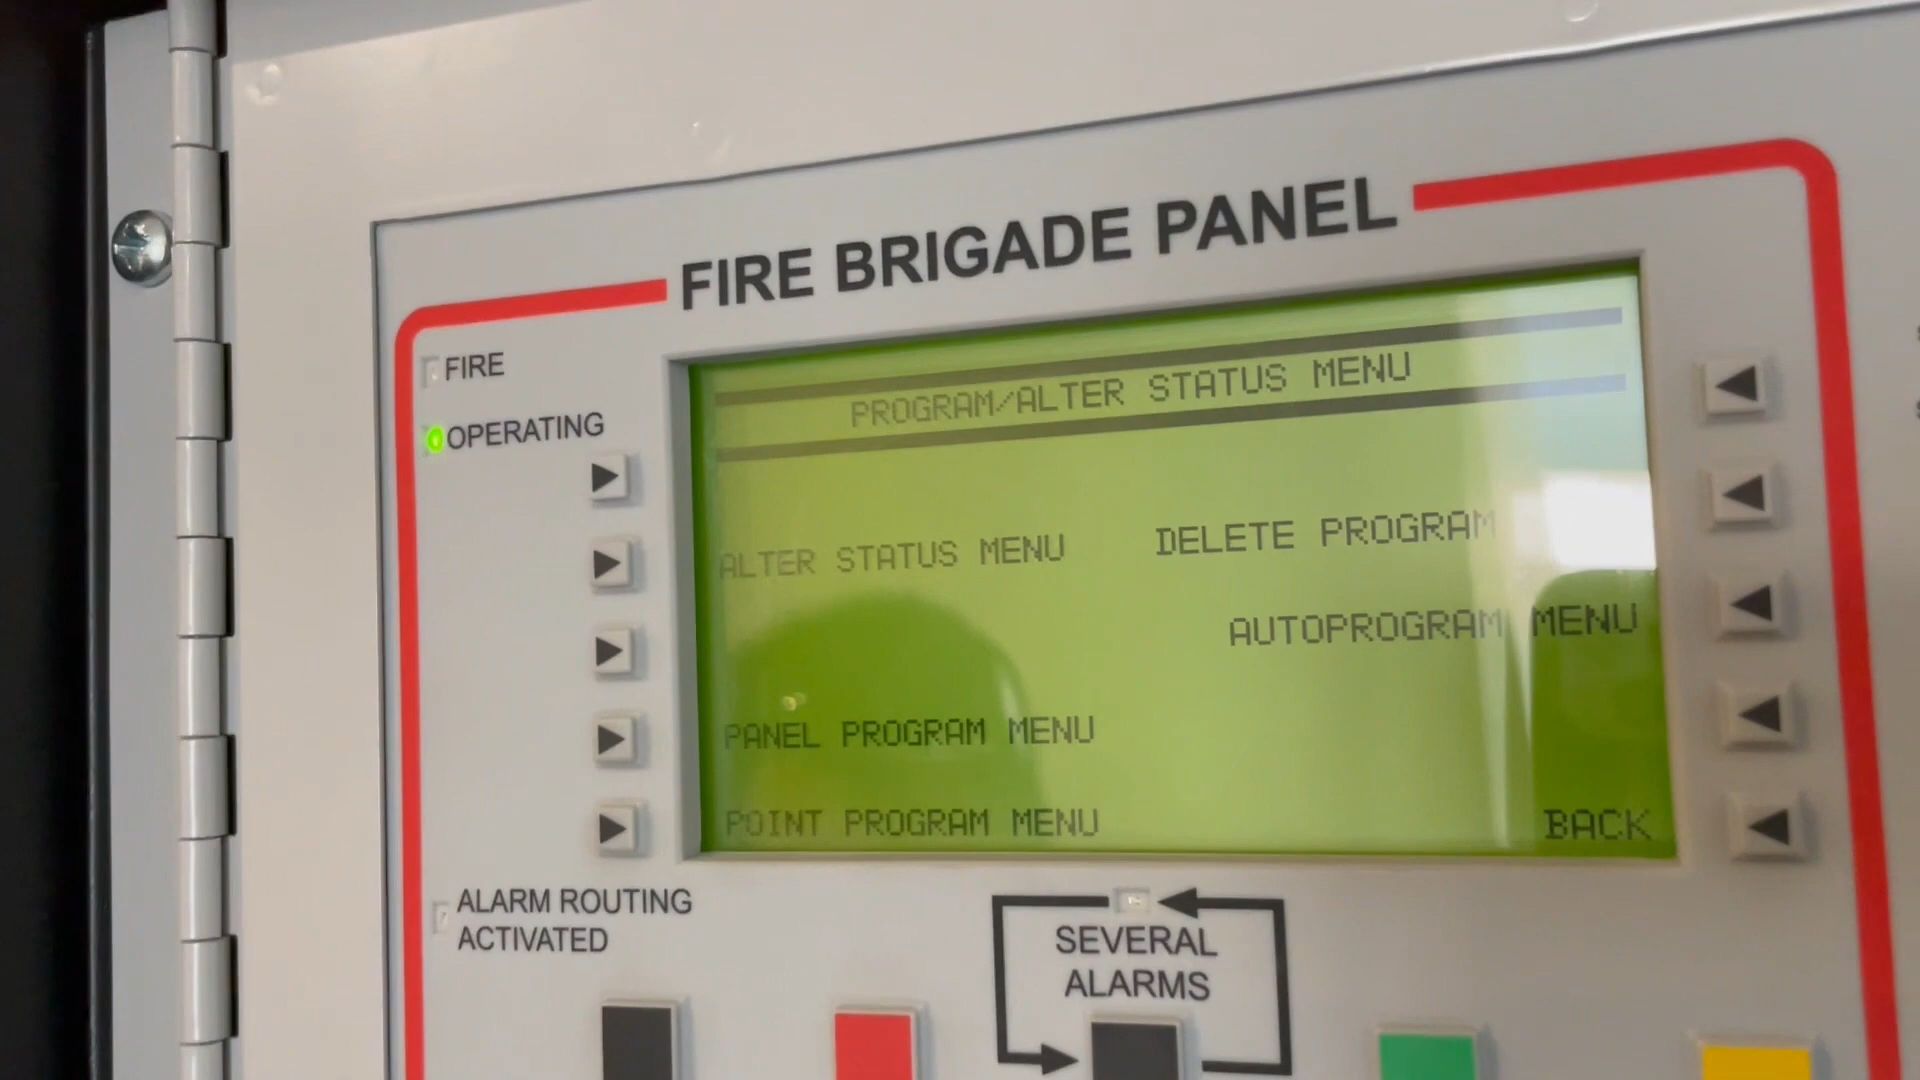 FIRE BRIGADE PANEL
FIRE
OPERATING
PROGRAM/ALTER STATUS MENU
ALTER STATUS MENU DELETE PROGRAM
AUTOPROGRAM MENU
PANEL PROGRAM MENU
POINT PROGRAM MENU BACK
ALARM ROUTING
ACTIVATED
SEVERAL
ALARMS